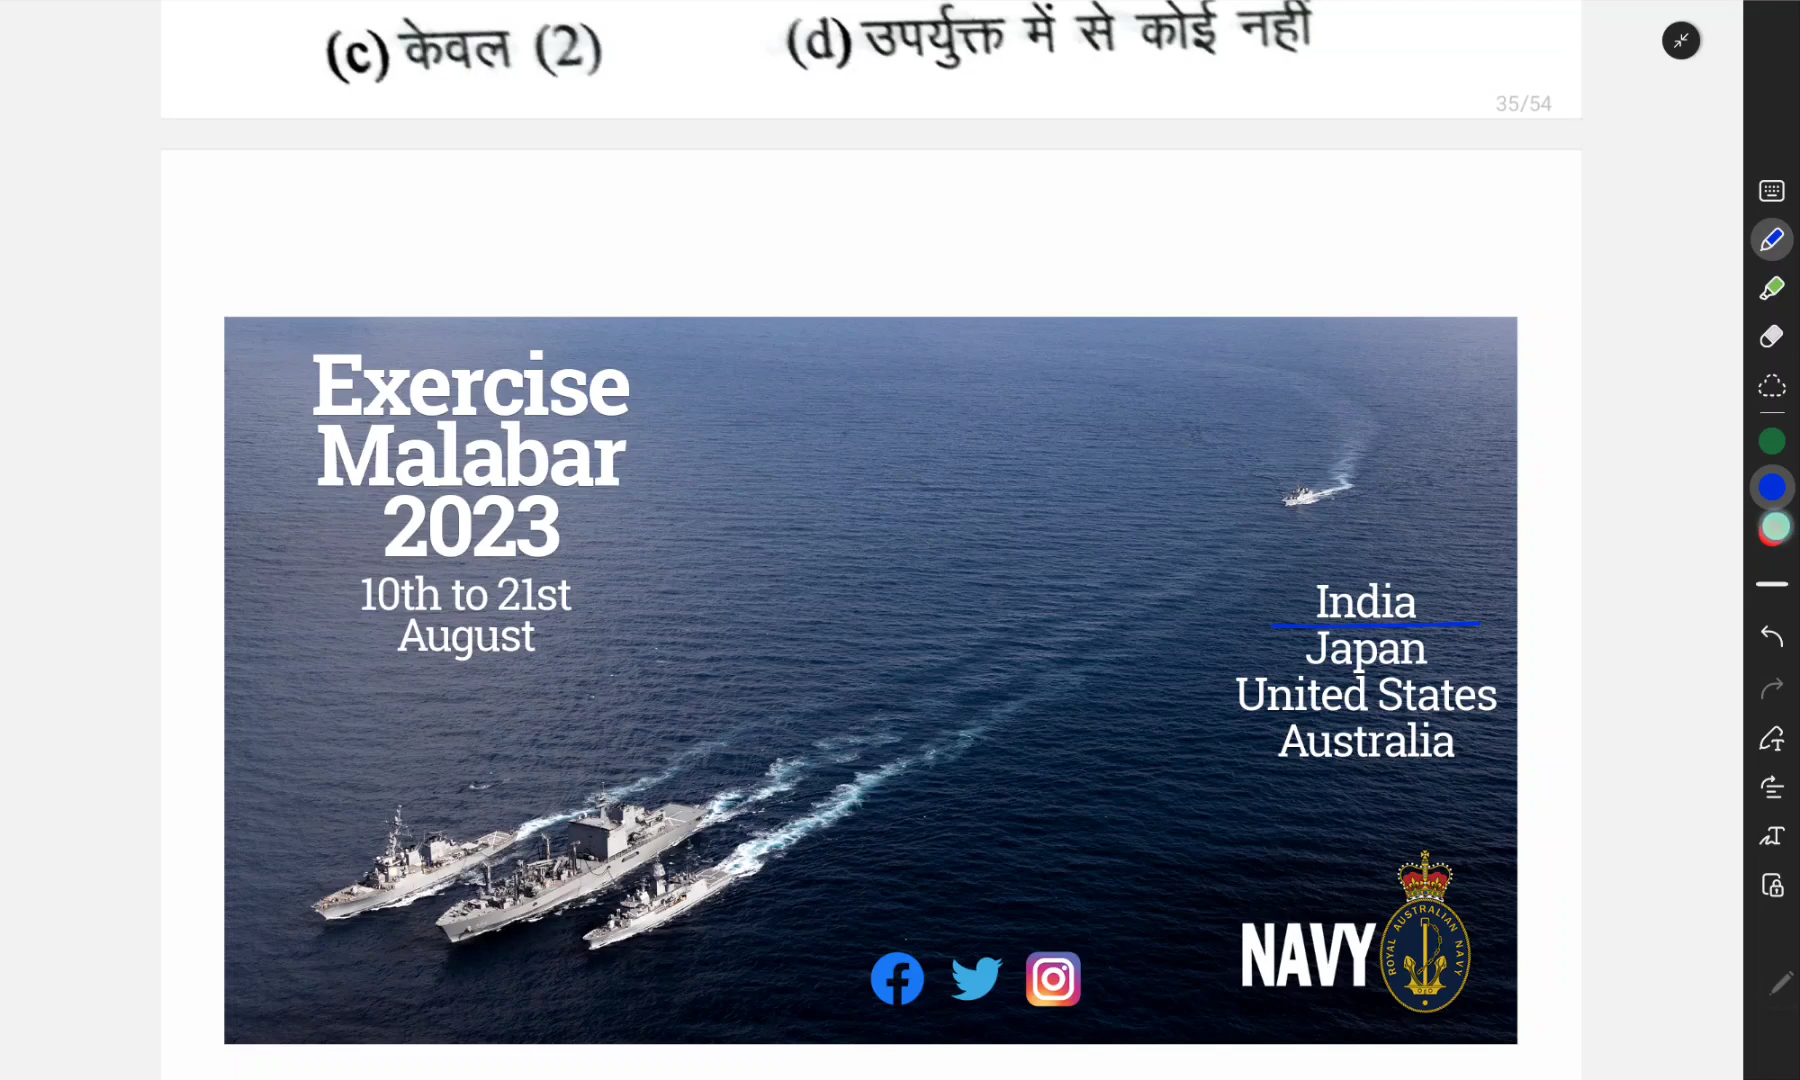 (c) केवल (2) (d) उपर्युक्त में से कोई नहीं
35/54
Exercise
Malabar
2023
10th to 21st
August
India
Japan
United States
Australia
NAVY
ROYAL AUSTRALIAN NAVY